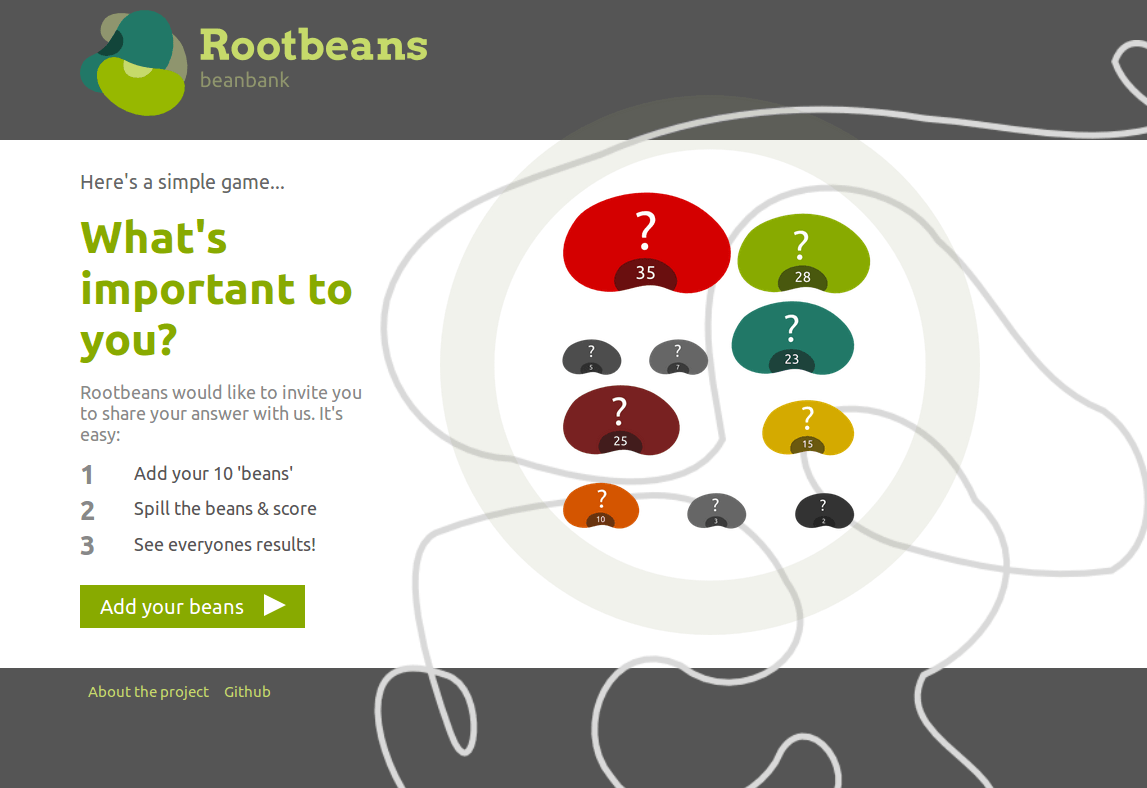 Rootbeans
beanbank
Here's a simple game...
What's
important to
you?
Rootbeans would like to invite you
to share your answer with us. It's
easy:
1 Add your 10 'beans'
2 Spill the beans & score
3 See everyones results!
Add your beans
?
35
?
28
?
5
?
7
?
23
?
25
?
15
?
10
?
3
?
2
About the project Github